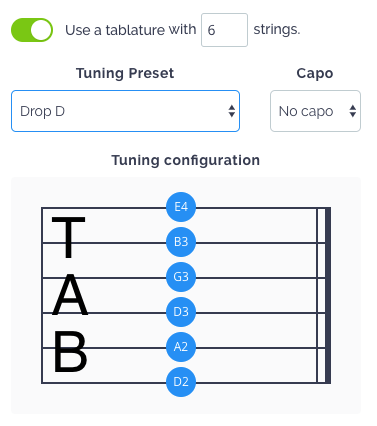 Use a tablature with 6 strings.
Tuning Preset Capo
Drop D No capo
Tuning configuration
E4
T
B3
G3
A
D3
A2
B
D2